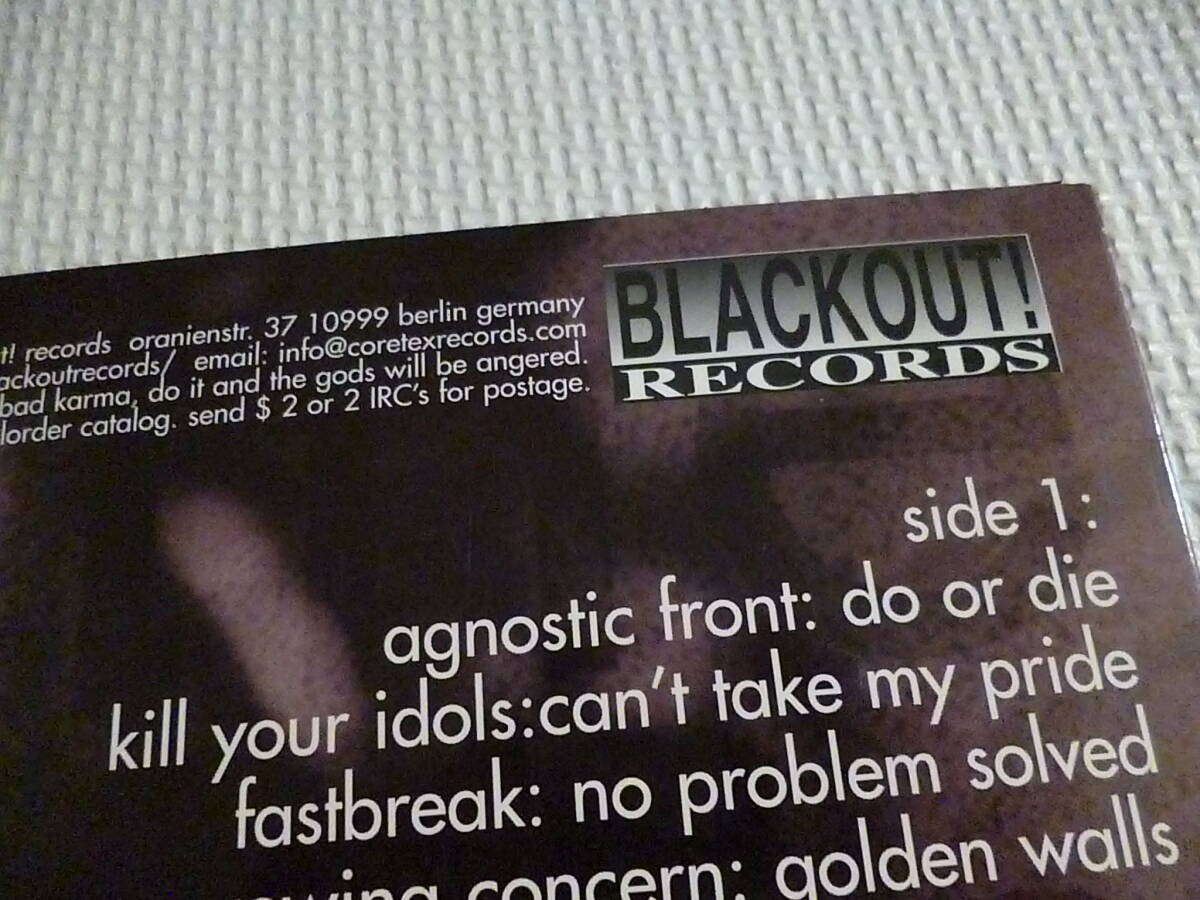 t! records oranienstr. 37 10999 berlin germany
ackoutrecords/ email: info@coretexrecords.com
bad karma, do it and the gods will be angered.
lorder catalog. send $ 2 or 2 IRC's for postage.
BLACKOUT!
RECORDS
side 1:
agnostic front: do or die
kill your idols:can't take my pride
fastbreak: no problem solved
concern: golden walls